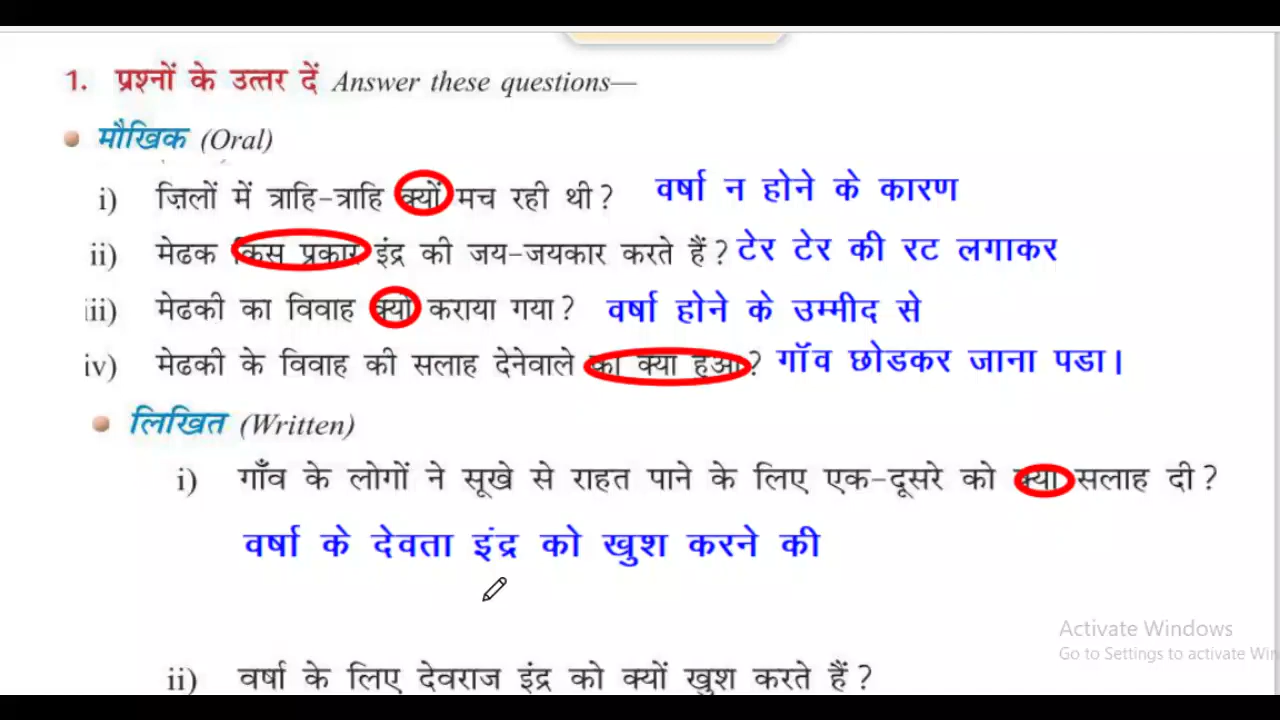 1. प्रश्नों के उत्तर दें Answer these questions—
मौखिक (Oral)
i) ज़िलों में त्राहि-त्राहि क्यों मच रही थी? वर्षा न होने के कारण
ii) मेढक किस प्रकार इंद्र की जय-जयकार करते हैं? टेर टेर की रट लगाकर
iii) मेढकी का विवाह क्यों कराया गया? वर्षा होने के उम्मीद से
iv) मेढकी के विवाह की सलाह देनेवाले का क्या हुआ? गॉव छोडकर जाना पडा।
लिखित (Written)
i) गाँव के लोगों ने सूखे से राहत पाने के लिए एक-दूसरे को क्या सलाह दी?
वर्षा के देवता इंद्र को खुश करने की
Activate Windows
Go to Settings to activate Win
ii) वर्षा के लिए देवराज इंद्र को क्यों खुश करते हैं?